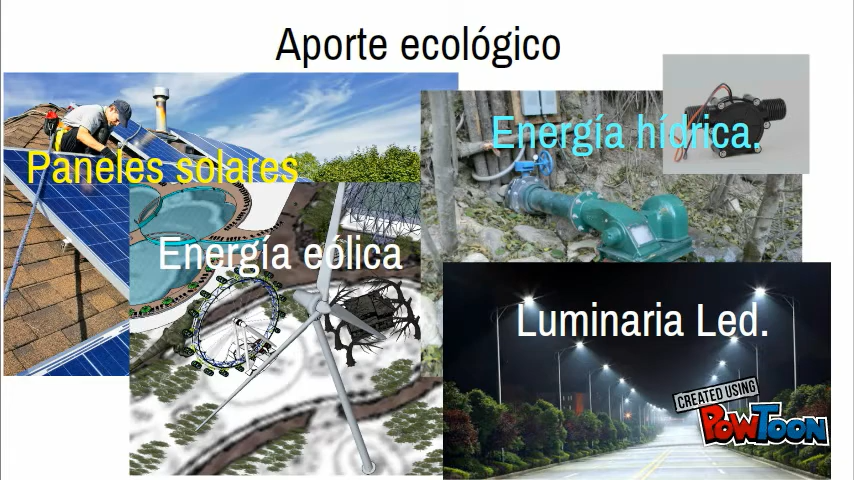 Aporte ecológico
Energía hídrica.
Paneles solares
Energía eólica
Luminaria Led.
CREATED USING
POWTOON